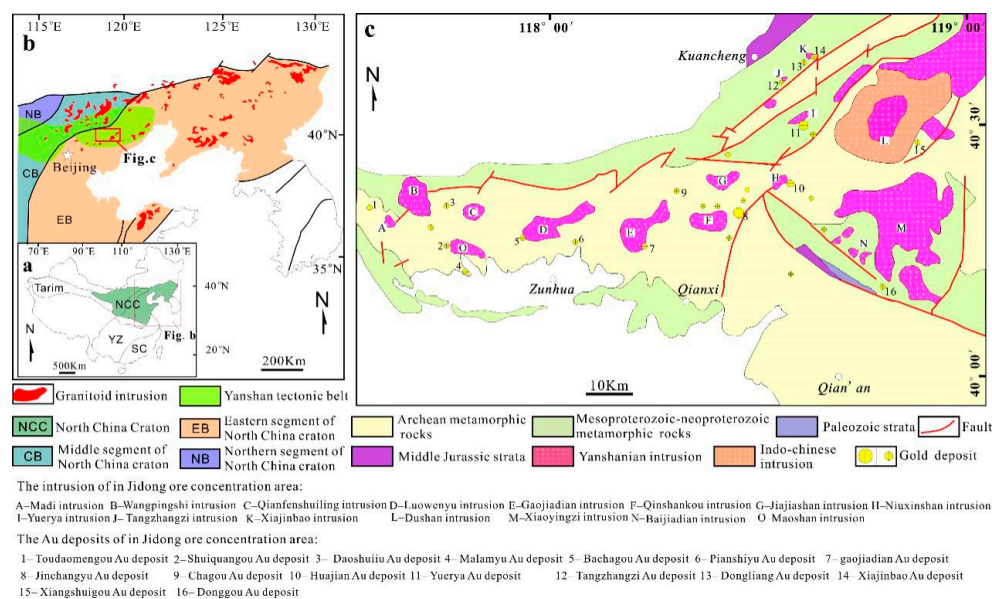 115°E 120°E 125°E 130°E
b
NB
CB
Beijing
Fig.c
EB
40°N
35°N
N
200Km
70°E 90°E 110°E 130°E
a
Tarim
NCC
40°N
YZ
SC
Fig. b
20°N
N
500Km
c
118° 00′
119° 00′
40° 30′
40° 00′
N
Kuancheng
K 14
13
J
12
I
11
L
15
B
1
A
3
C
2
O
4
5
D
6
E
7
9
G
F
8
H
10
M
N
16
Zunhua
Qianxi
Qian' an
10Km
Granitoid intrusion
Yanshan tectonic belt
NCC North China Craton
EB Eastern segment of North China craton
CB Middle segment of North China craton
NB Northern segment of North China craton
Archean metamorphic rocks
Mesoproterozoic-neoproterozoic metamorphic rocks
Paleozoic strata
Fault
Middle Jurassic strata
Yanshanian intrusion
Indo-chinese intrusion
Gold deposit
The intrusion of in Jidong ore concentration area:
A–Madi intrusion B–Wangpingshi intrusion C–Qianfenshuiling intrusion D–Luowenyu intrusion E–Gaojiadian intrusion F–Qinshankou intrusion G–Jiajiashan intrusion H–Niuxinshan intrusion
I–Yuerya intrusion J–Tangzhangzi intrusion K–Xiajinbao intrusion L–Dushan intrusion M–Xiaoyingzi intrusion N–Baijiadian intrusion O Maoshan intrusion
The Au deposits of in Jidong ore concentration area:
1– Toudaomengou Au deposit 2–Shuiquangou Au deposit 3– Daoshuiiu Au deposit 4– Malamyu Au deposit 5– Bachagou Au deposit 6– Pianshiyu Au deposit 7– gaojiadian Au deposit
8– Jinchangyu Au deposit 9– Chagou Au deposit 10– Huajian Au deposit 11– Yuerya Au deposit 12– Tangzhangzi Au deposit 13– Dongliang Au deposit 14– Xiajinbao Au deposit
15– Xiangshuigou Au deposit 16–Donggou Au deposit